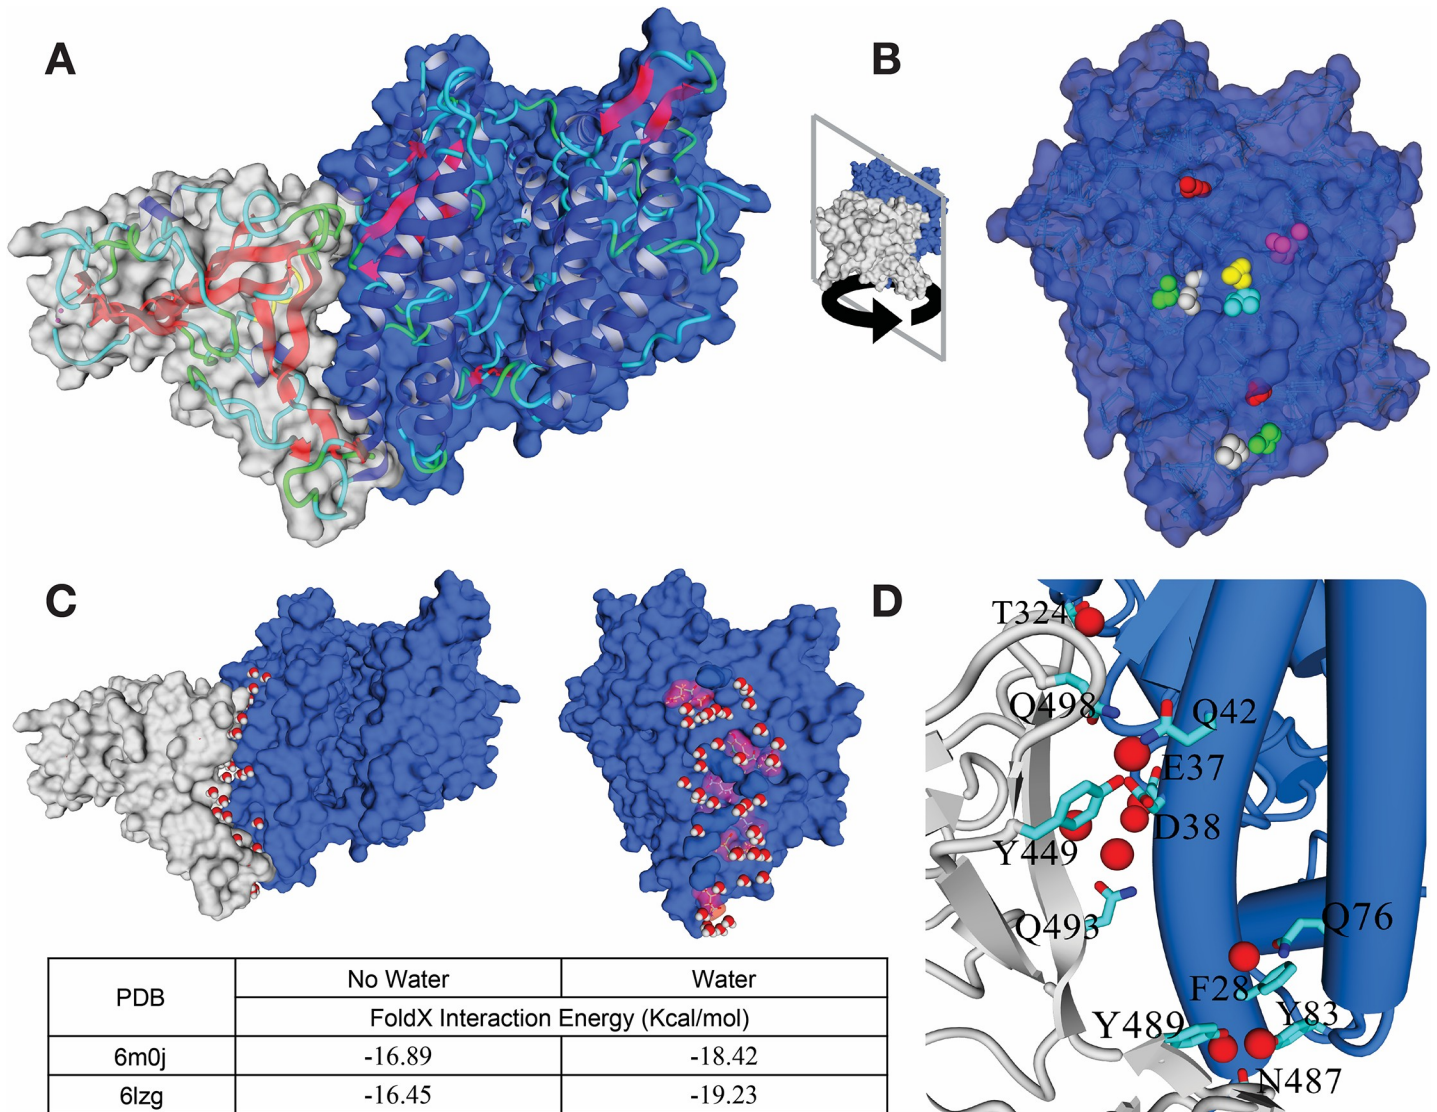 A
B
C
D
T324
Q498
Q42
E37
D38
Y449
Q493
Q76
F28
Y83
Y489
N487
PDB No Water Water
FoldX Interaction Energy (Kcal/mol)
6m0j -16.89 -18.42
6lzg -16.45 -19.23